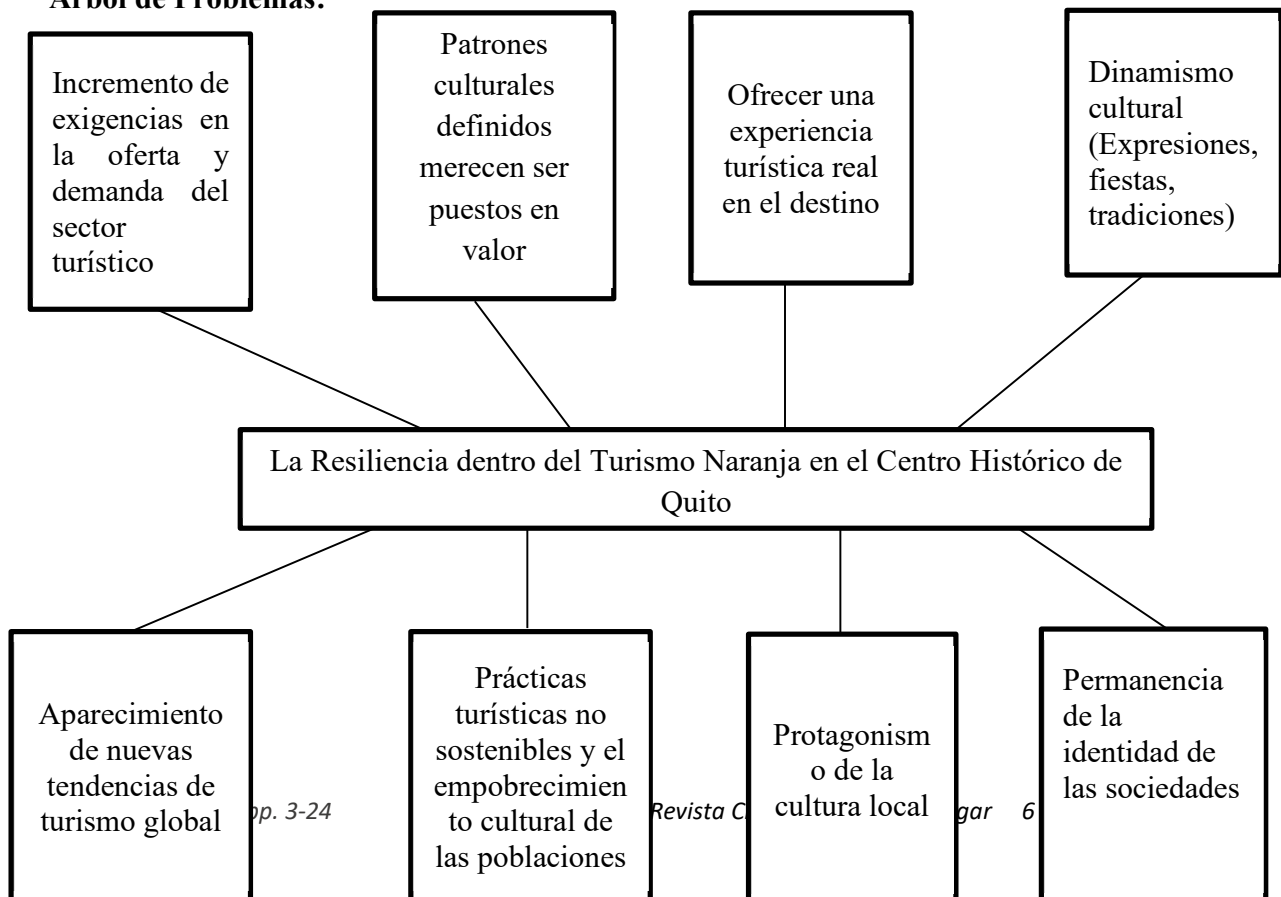 Árbol de Problemas:
Incremento de
exigencias en
la oferta y
demanda del
sector
turístico
Patrones
culturales
definidos
merecen ser
puestos en
valor
Ofrecer una
experiencia
turística real
en el destino
Dinamismo
cultural
(Expresiones,
fiestas,
tradiciones)
La Resiliencia dentro del Turismo Naranja en el Centro Histórico de
Quito
Aparecimiento
de nuevas
tendencias de
turismo global
Prácticas
turísticas no
sostenibles y el
empobrecimien
to cultural de
las poblaciones
Protagonism
o de la
cultura local
Permanencia
de la
identidad de
las sociedades
pp. 3-24 Revista 6